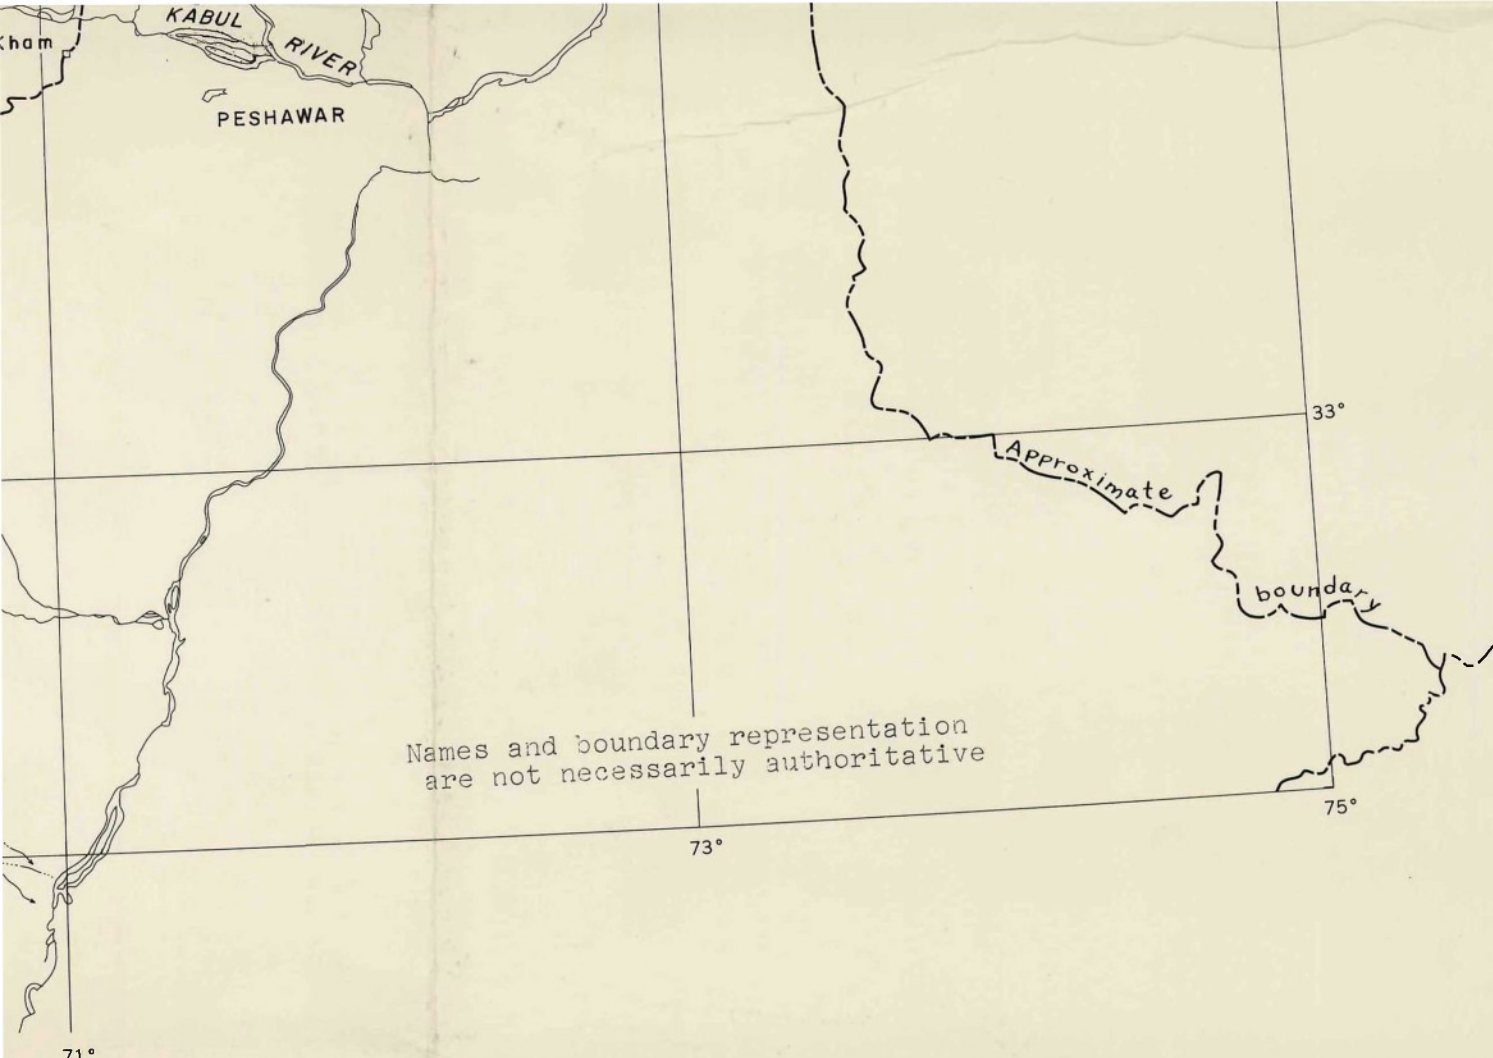 KABUL
RIVER
Kham
PESHAWAR
33°
Approximate
boundary
Names and boundary representation
are not necessarily authoritative
75°
73°
71°